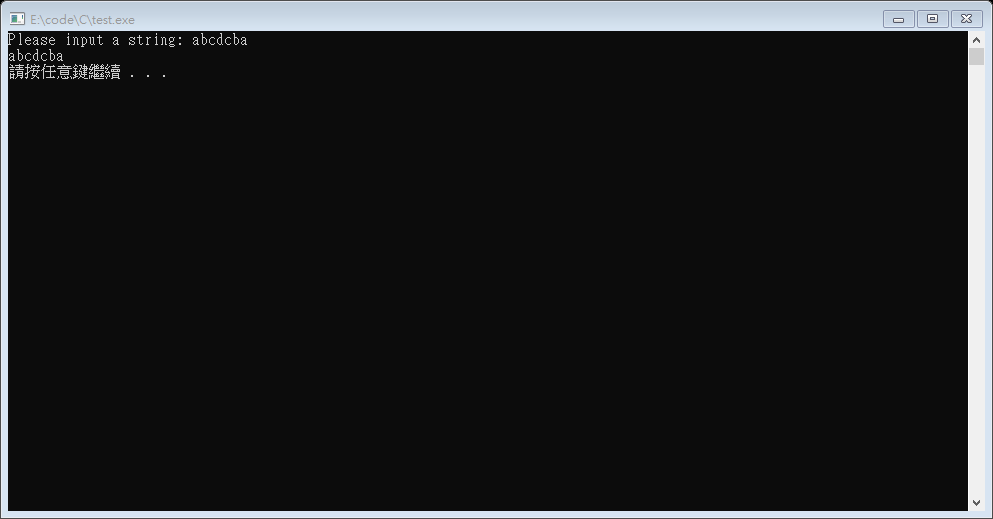 E:\code\C\test.exe
Please input a string: abcdcba
abcdcba
請按任意鍵繼續 . . .